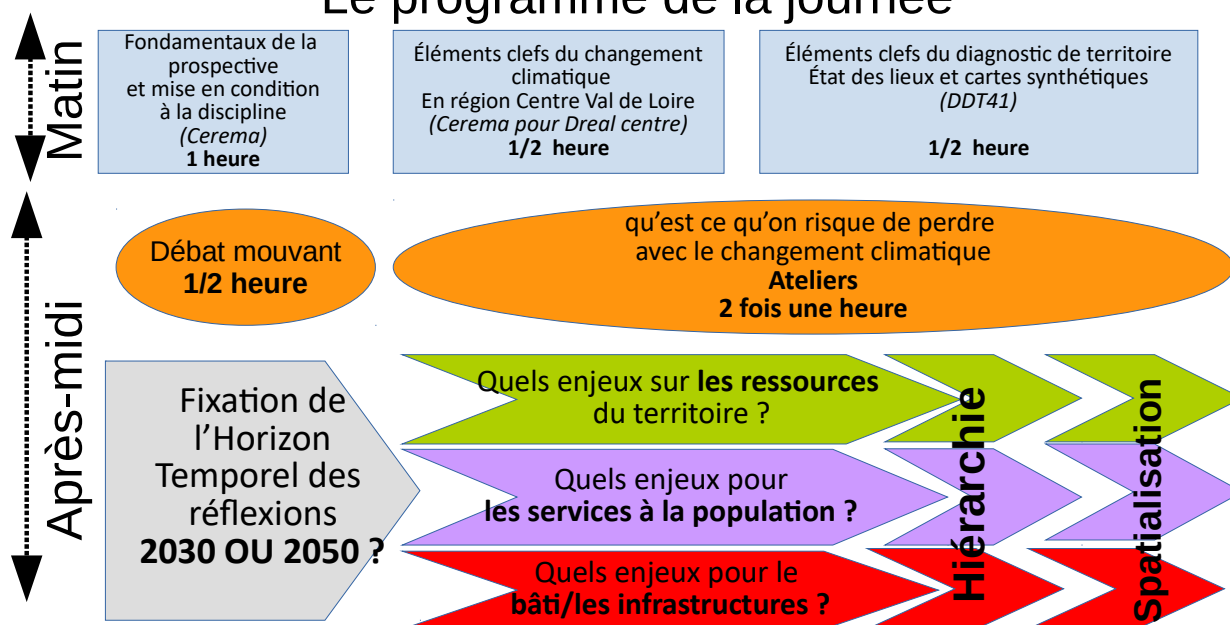 Le programme de la journée
Matin
Fondamentaux de la
prospective
et mise en condition
à la discipline
(Cerema)
1 heure
Éléments clefs du changement
climatique
En région Centre Val de Loire
(Cerema pour Dreal centre)
1/2 heure
Éléments clefs du diagnostic de territoire
État des lieux et cartes synthétiques
(DDT41)
1/2 heure
Après-midi
Débat mouvant
1/2 heure
qu’est ce qu’on risque de perdre
avec le changement climatique
Ateliers
2 fois une heure
Fixation de
l’Horizon
Temporel des
réflexions
2030 OU 2050 ?
Quels enjeux sur les ressources
du territoire ?
Quels enjeux pour
les services à la population ?
Quels enjeux pour le
bâti/les infrastructures ?
Hiérarchie
Spatialisation